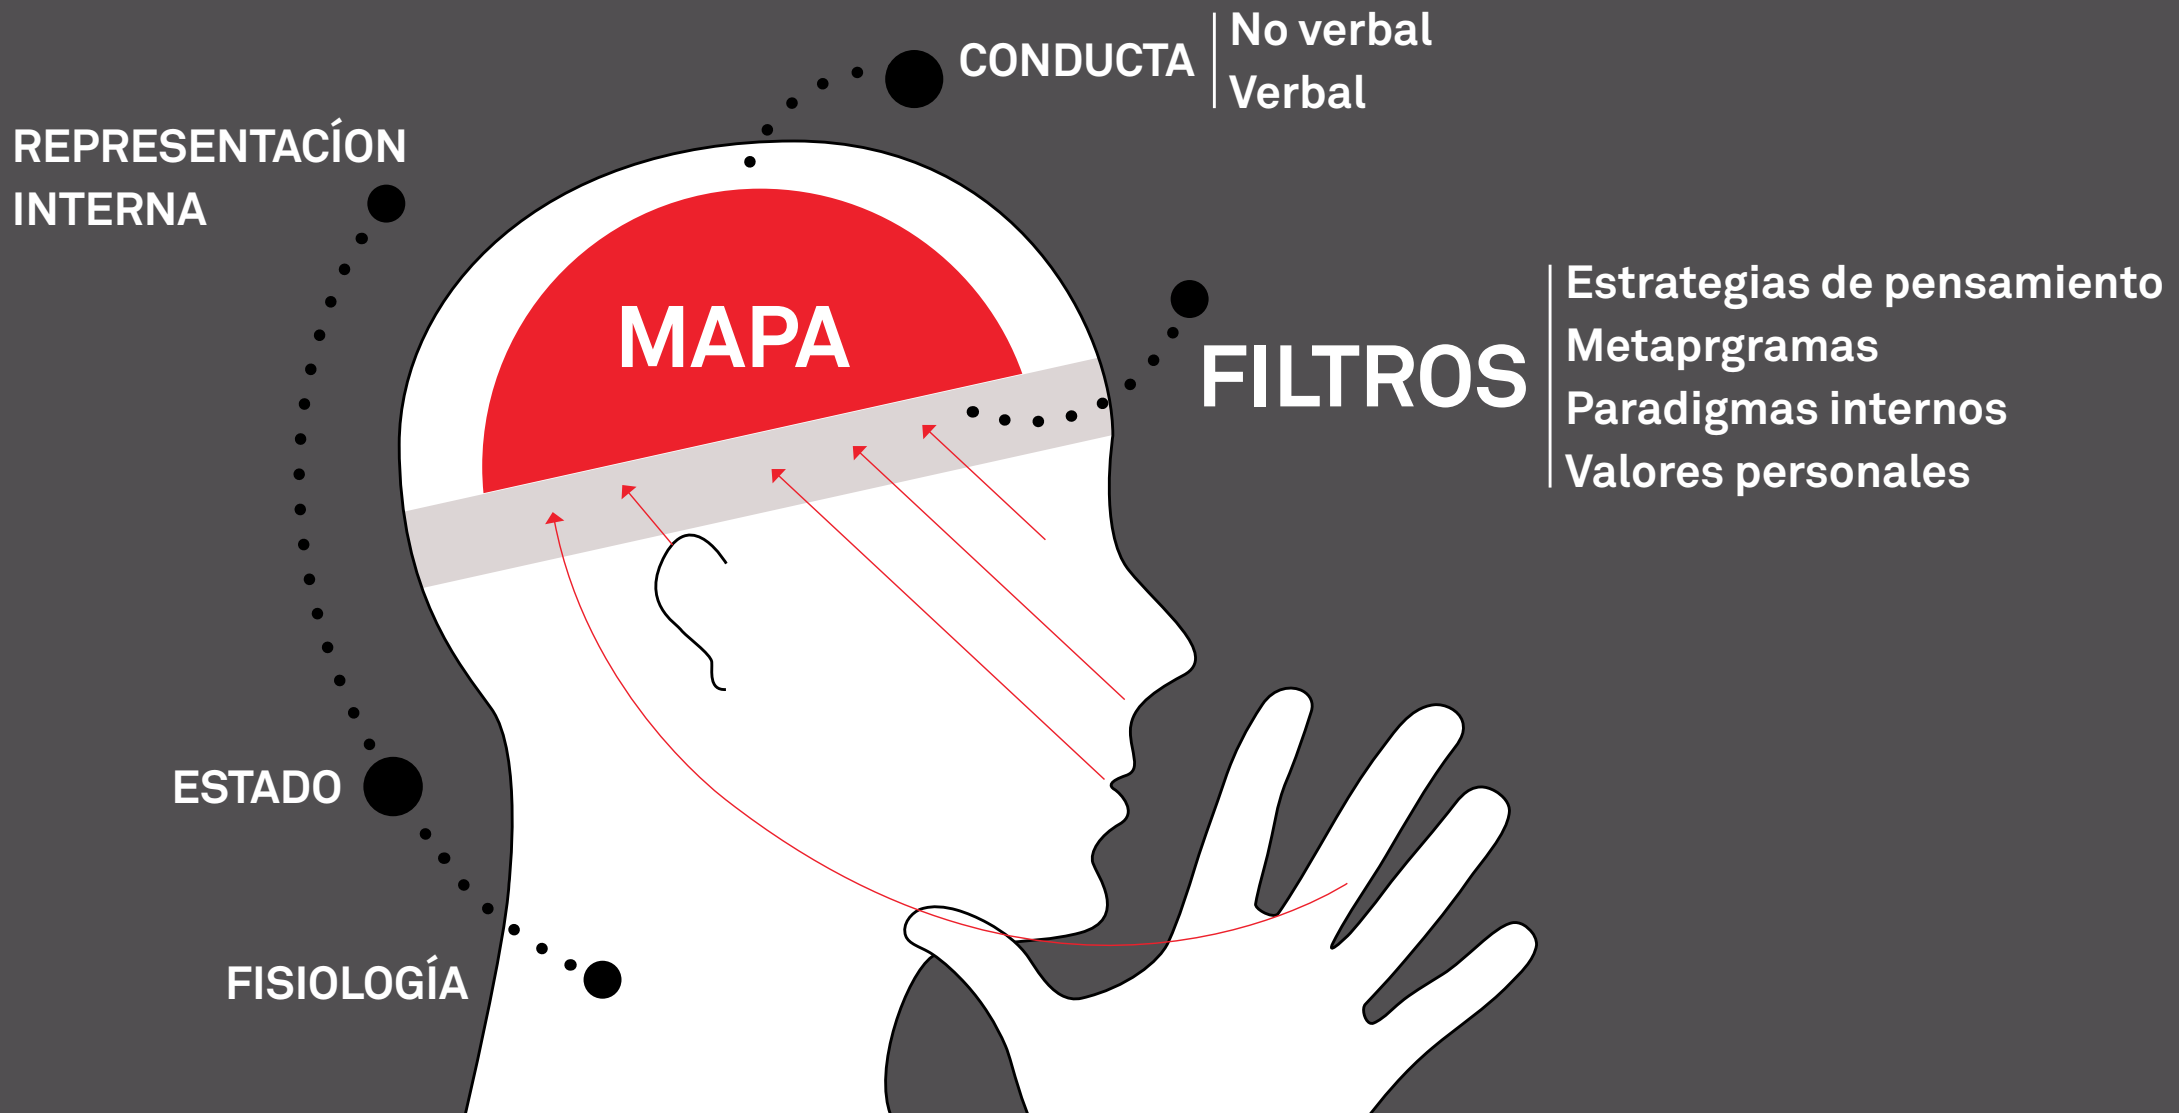 CONDUCTA
No verbal
Verbal
REPRESENTACÍON
INTERNA
MAPA
FILTROS
Estrategias de pensamiento
Metaprgramas
Paradigmas internos
Valores personales
ESTADO
FISIOLOGÍA